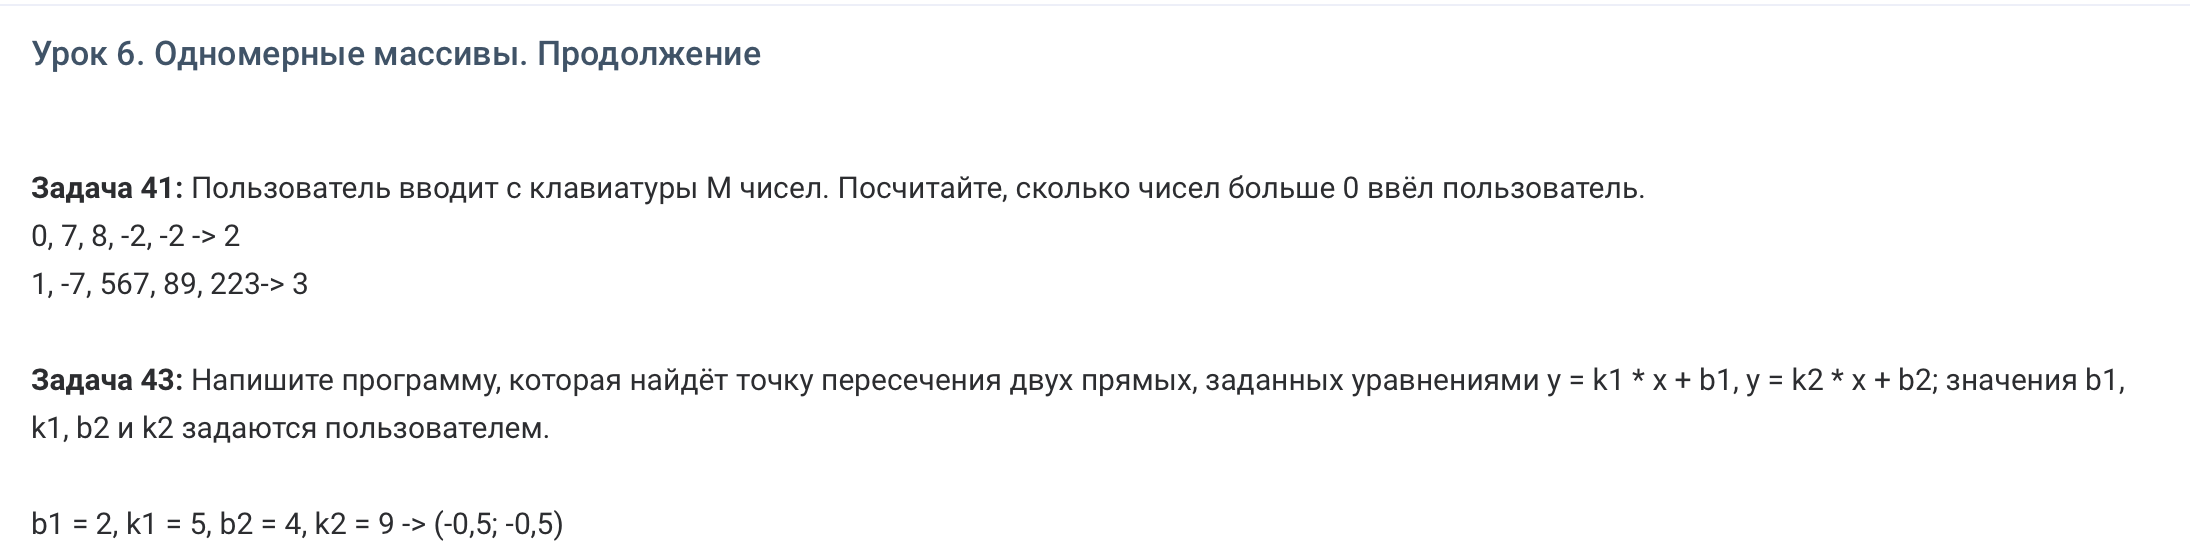 Урок 6. Одномерные массивы. Продолжение
Задача 41: Пользователь вводит с клавиатуры M чисел. Посчитайте, сколько чисел больше 0 ввёл пользователь.
0, 7, 8, -2, -2 -> 2
1, -7, 567, 89, 223-> 3
Задача 43: Напишите программу, которая найдёт точку пересечения двух прямых, заданных уравнениями y = k1 * x + b1, y = k2 * x + b2; значения b1,
k1, b2 и k2 задаются пользователем.
b1 = 2, k1 = 5, b2 = 4, k2 = 9 -> (-0,5; -0,5)